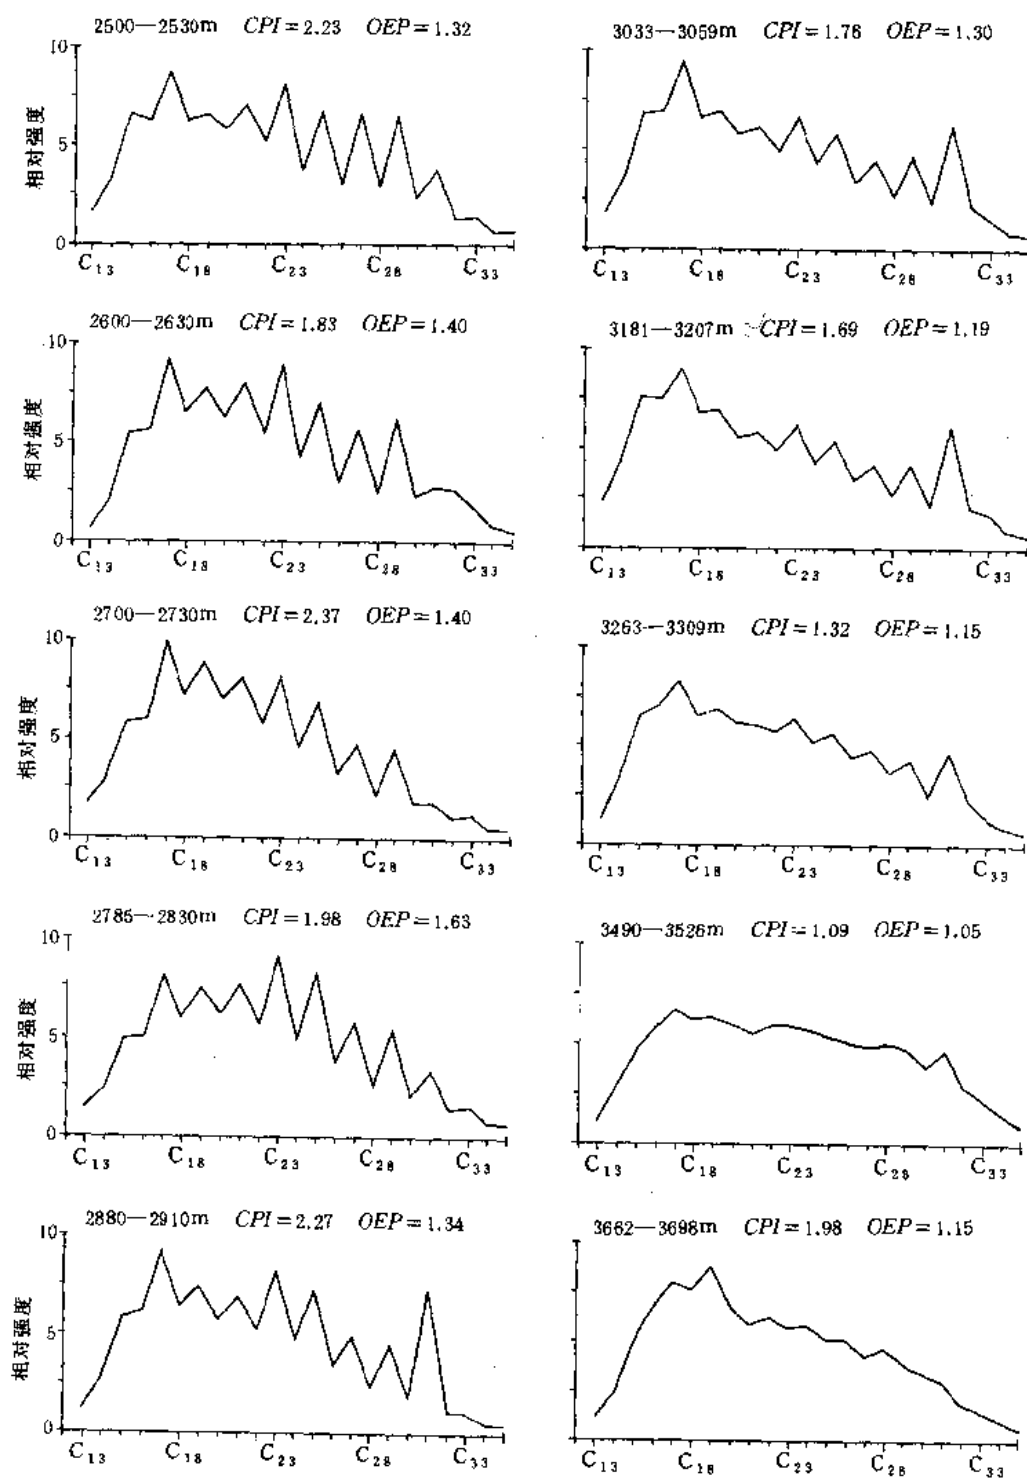 2500—2530m CPI=2.23 OEP=1.32
10
5
0
相对强度
C13 C18 C23 C28 C33
2600—2630m CPI=1.83 OEP=1.40
10
5
0
相对强度
C13 C18 C23 C28 C33
2700—2730m CPI=2.37 OEP=1.40
10
5
0
相对强度
C13 C18 C23 C28 C33
2785—2830m CPI=1.98 OEP=1.63
10
5
0
相对强度
C13 C18 C23 C28 C33
2880—2910m CPI=2.27 OEP=1.34
10
5
0
相对强度
C13 C18 C23 C28 C33
3033—3059m CPI=1.78 OEP=1.30
C13 C18 C23 C28 C33
3181—3207m CPI=1.69 OEP=1.19
C13 C18 C23 C28 C33
3263—3309m CPI=1.32 OEP=1.15
C13 C18 C23 C28 C33
3490—3526m CPI=1.09 OEP=1.05
C13 C18 C23 C28 C33
3662—3698m CPI=1.98 OEP=1.15
C13 C18 C23 C28 C33